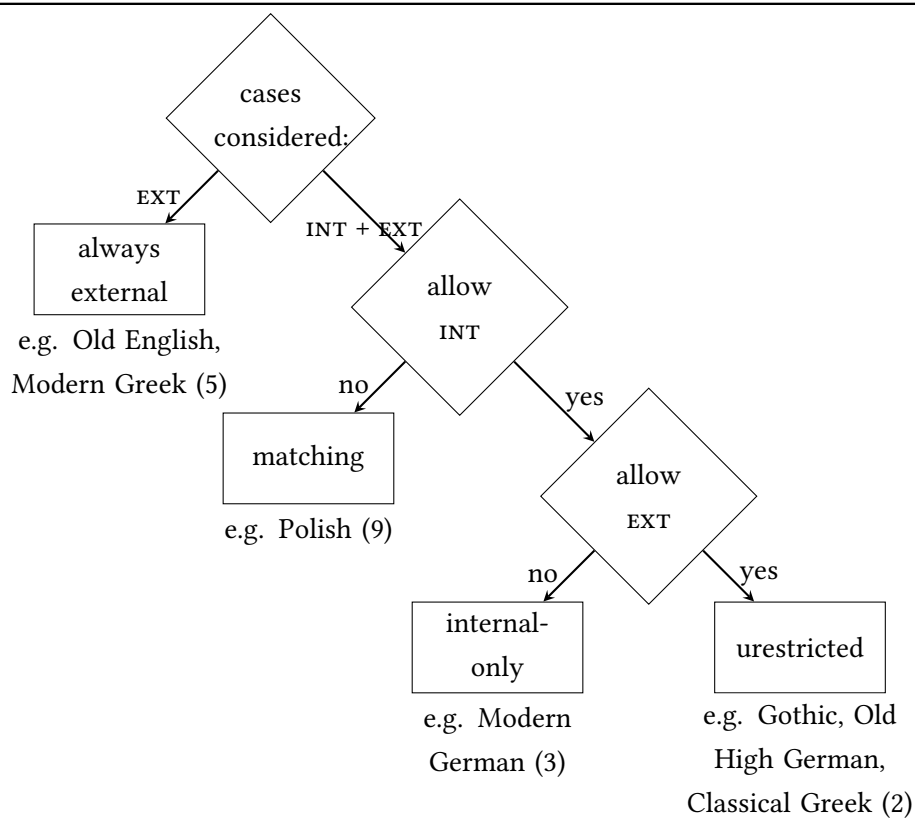 cases
considered:
EXT
INT + EXT
always
external
e.g. Old English,
Modern Greek (5)
allow
INT
no
yes
matching
e.g. Polish (9)
allow
EXT
no
yes
internal-
only
urestricted
e.g. Modern
German (3)
e.g. Gothic, Old
High German,
Classical Greek (2)